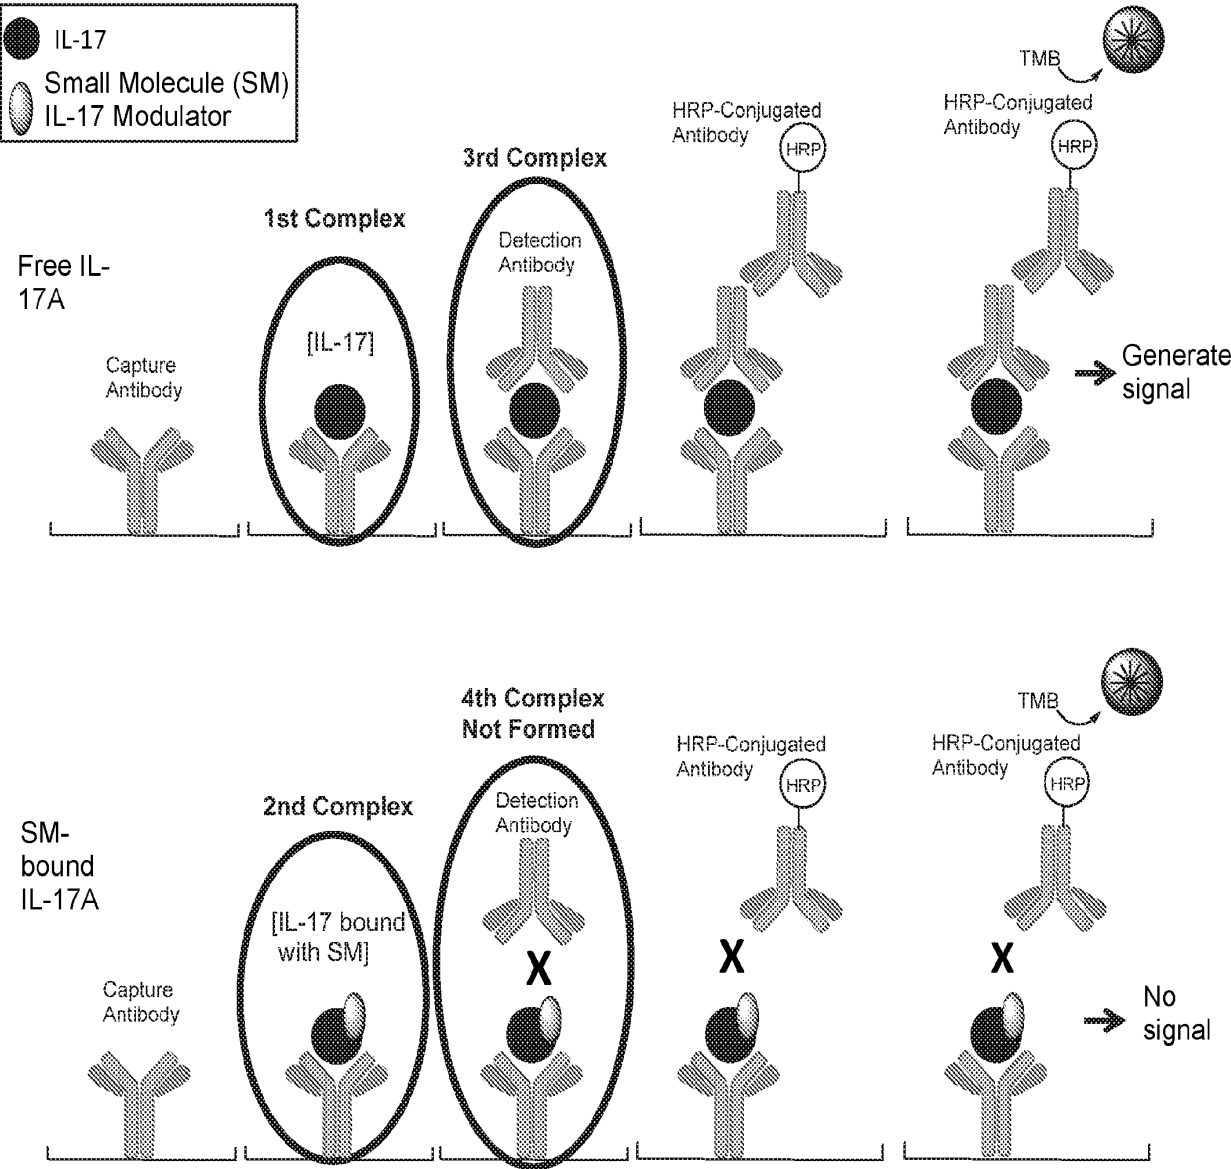 IL-17
Small Molecule (SM)
IL-17 Modulator
Free IL-
17A
Capture
Antibody
1st Complex
[IL-17]
3rd Complex
Detection
Antibody
HRP-Conjugated
Antibody
HRP
TMB
HRP-Conjugated
Antibody
HRP
Generate
signal
SM-
bound
IL-17A
Capture
Antibody
2nd Complex
[IL-17 bound
with SM]
4th Complex
Not Formed
Detection
Antibody
X
HRP-Conjugated
Antibody
HRP
X
TMB
HRP-Conjugated
Antibody
HRP
X
No
signal